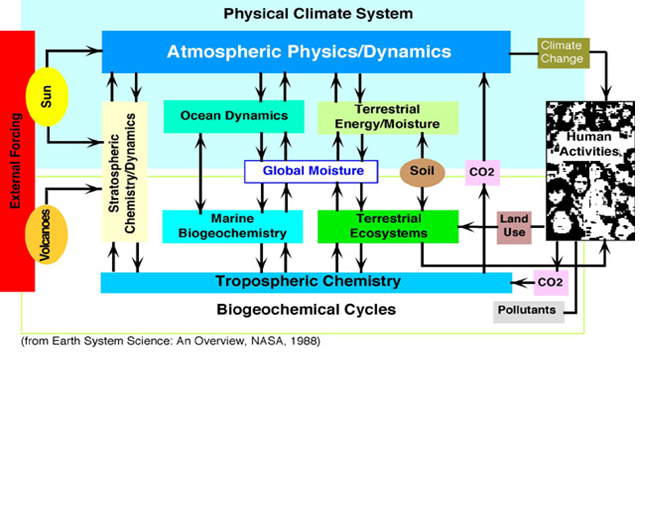 Physical Climate System
Atmospheric Physics/Dynamics
Climate
Change
External Forcing
Sun
Stratospheric
Chemistry/Dynamics
Ocean Dynamics
Terrestrial
Energy/Moisture
Human
Activities
Global Moisture
Soil
CO2
Volcanoes
Marine
Biogeochemistry
Terrestrial
Ecosystems
Land
Use
Tropospheric Chemistry
CO2
Biogeochemical Cycles
Pollutants
(from Earth System Science: An Overview, NASA, 1988)